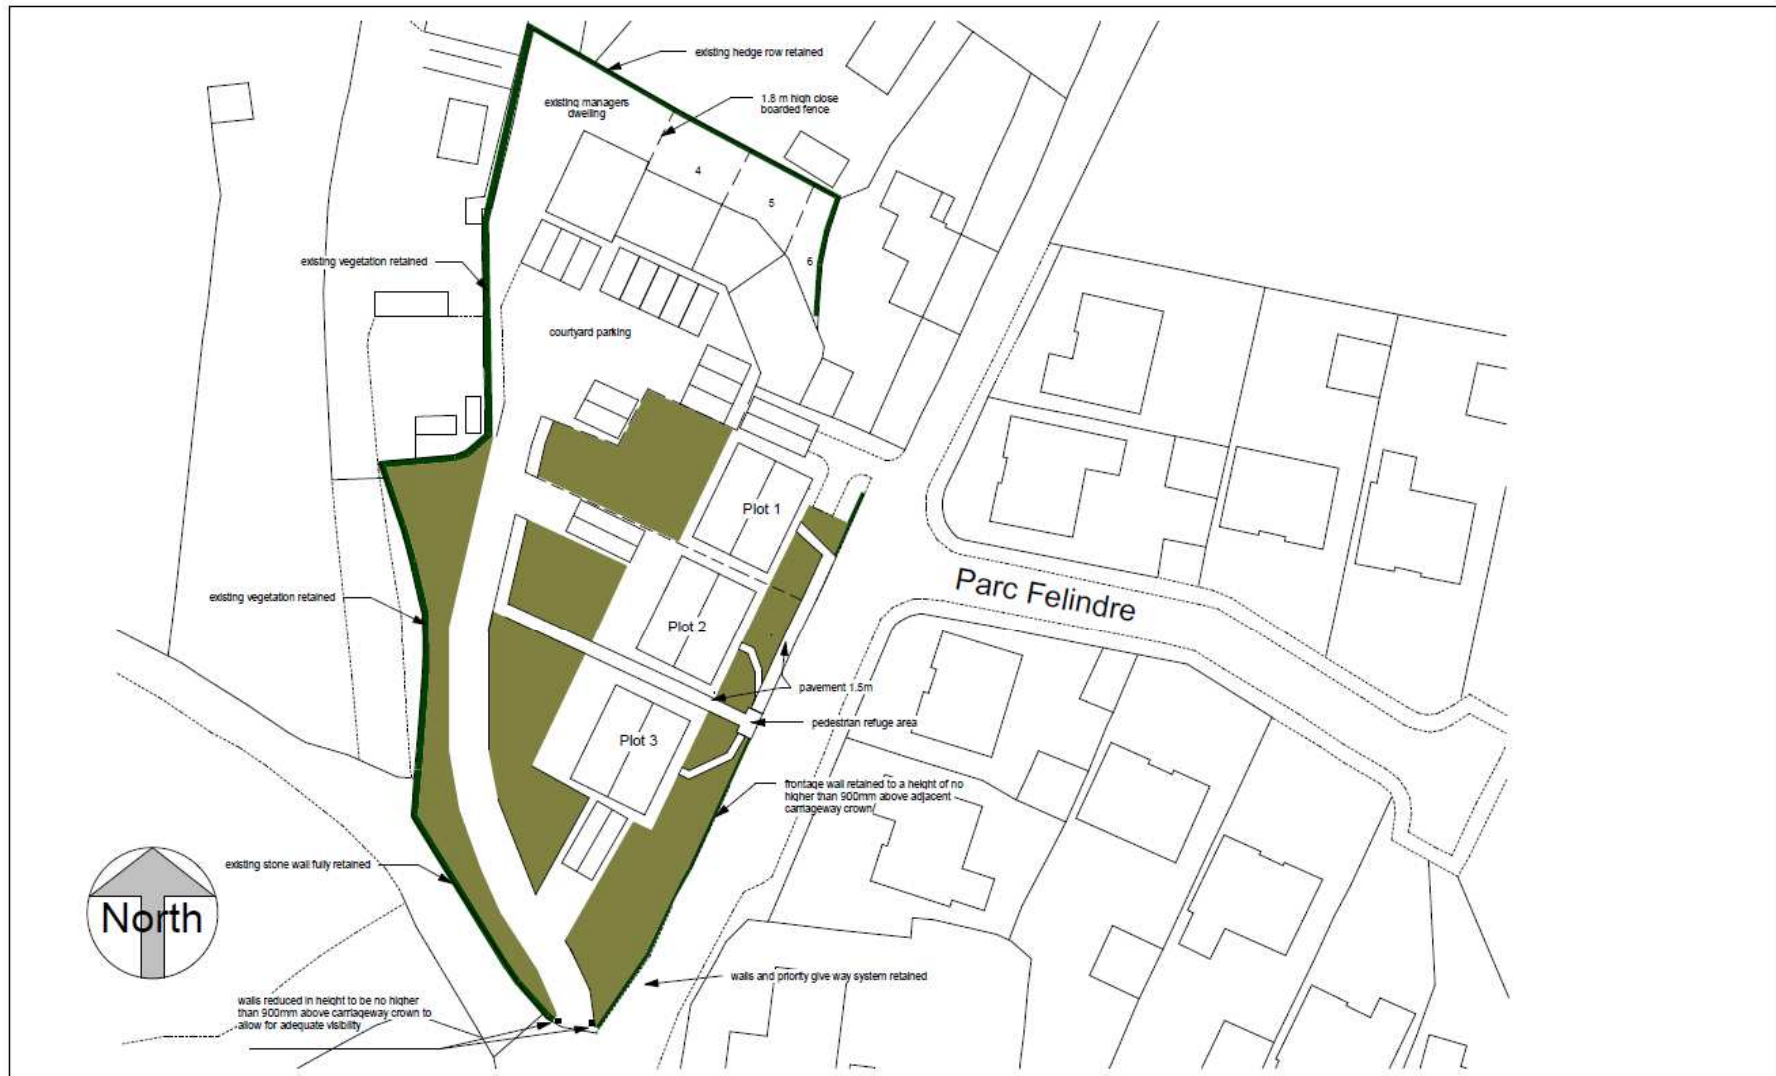 existing hedge row retained
existing managers
dwelling
1.8 m high close
boarded fence
4
5
6
existing vegetation retained
courtyard parking
Plot 1
Parc Felindre
existing vegetation retained
Plot 2
pavement 1.5m
pedestrian refuge area
Plot 3
frontage wall retained to a height of no
higher than 900mm above adjacent
carriageway crown
existing stone wall fully retained
North
walls and priority give way system retained
walls reduced in height to be no higher
than 900mm above carriageway crown to
allow for adequate visibility